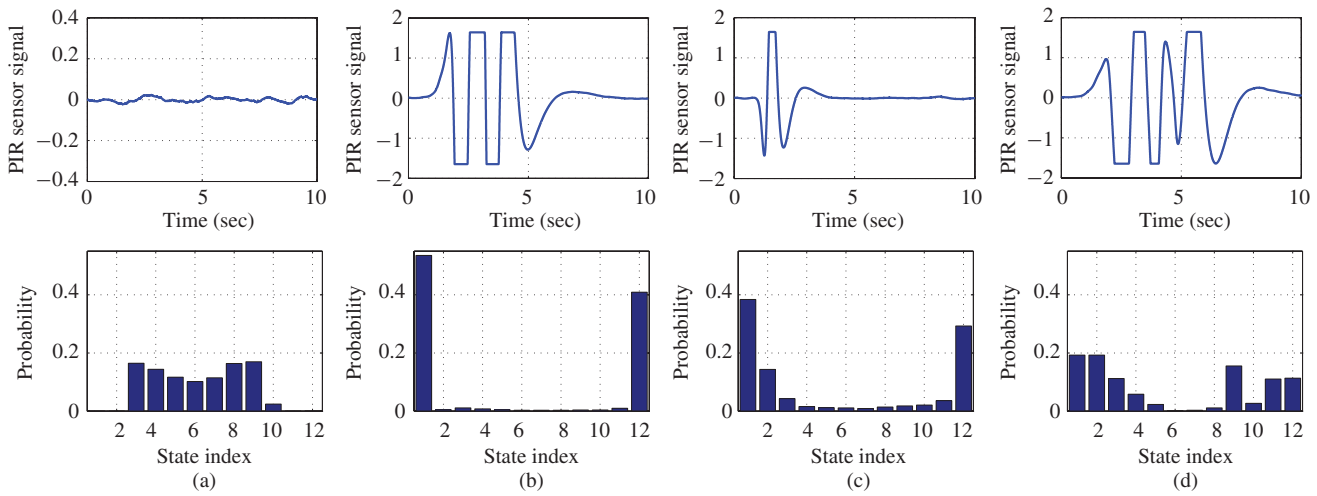 PIR sensor signal
0.4
0.2
0
−0.2
−0.4
0 5 10
Time (sec)
PIR sensor signal
2
1
0
−1
−2
0 5 10
Time (sec)
PIR sensor signal
2
1
0
−1
−2
0 5 10
Time (sec)
PIR sensor signal
2
1
0
−1
−2
0 5 10
Time (sec)
Probability
0.4
0.2
0
2 4 6 8 10 12
State index
(a)
Probability
0.4
0.2
0
2 4 6 8 10 12
State index
(b)
Probability
0.4
0.2
0
2 4 6 8 10 12
State index
(c)
Probability
0.4
0.2
0
2 4 6 8 10 12
State index
(d)